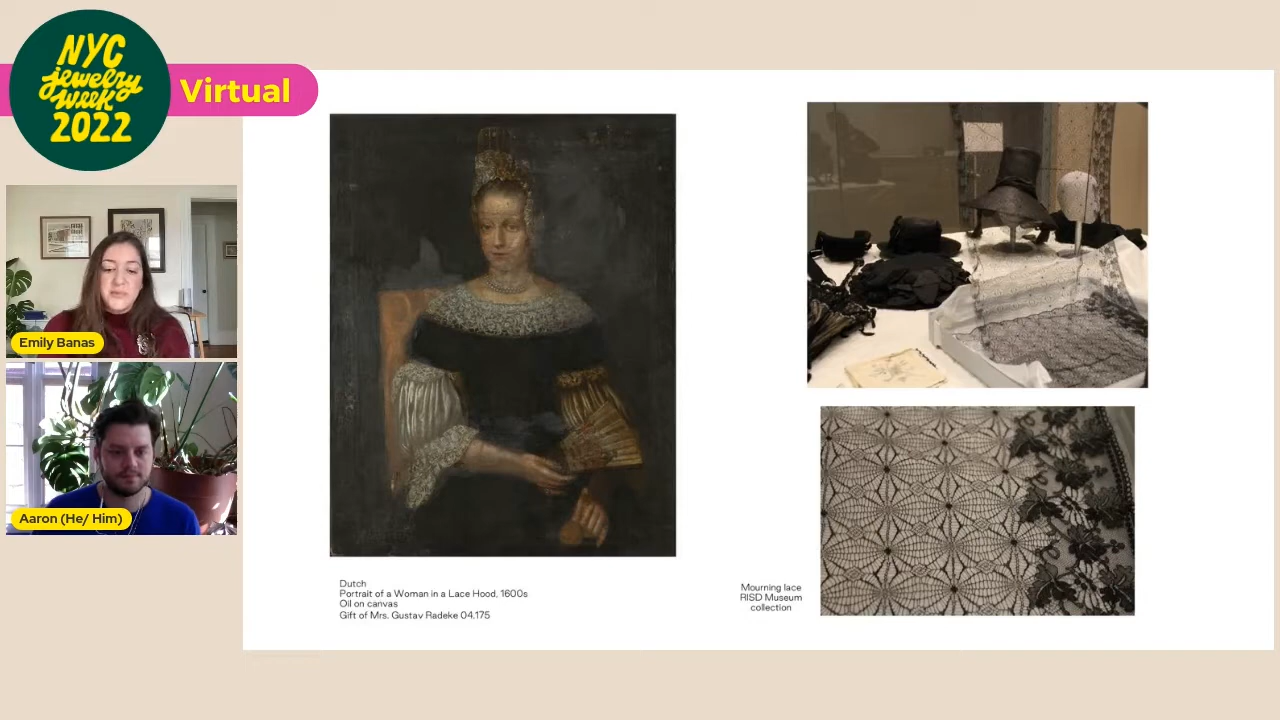 NYC
jewelry
week
2022
Virtual
Emily Banas
Aaron (He/ Him)
Dutch
Portrait of a Woman in a Lace Hood, 1600s
Oil on canvas
Gift of Mrs. Gustav Radeke 04.175
Mourning lace
RISD Museum
collection